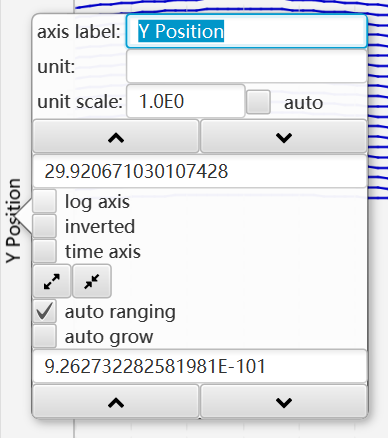 axis label: Y Position
unit:
unit scale: 1.0E0 auto
29.920671030107428
log axis
inverted
time axis
auto ranging
auto grow
9.262732282581981E-101
Y Position